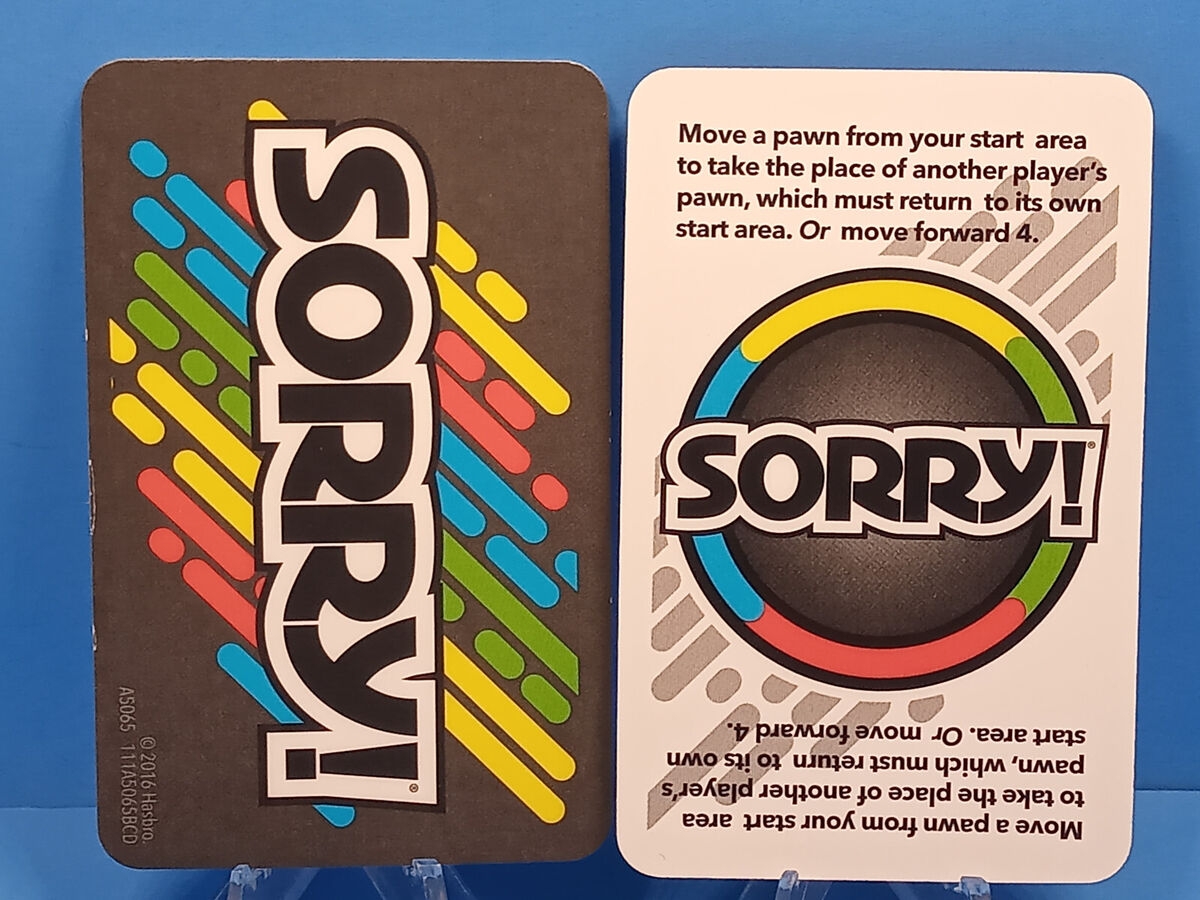 SORRY!®
© 2016 Hasbro.
A5065 111A5065BCD
Move a pawn from your start area
to take the place of another player's
pawn, which must return to its own
start area. Or move forward 4.
SORRY!®
Move a pawn from your start area
to take the place of another player's
pawn, which must return to its own
start area. Or move forward 4.